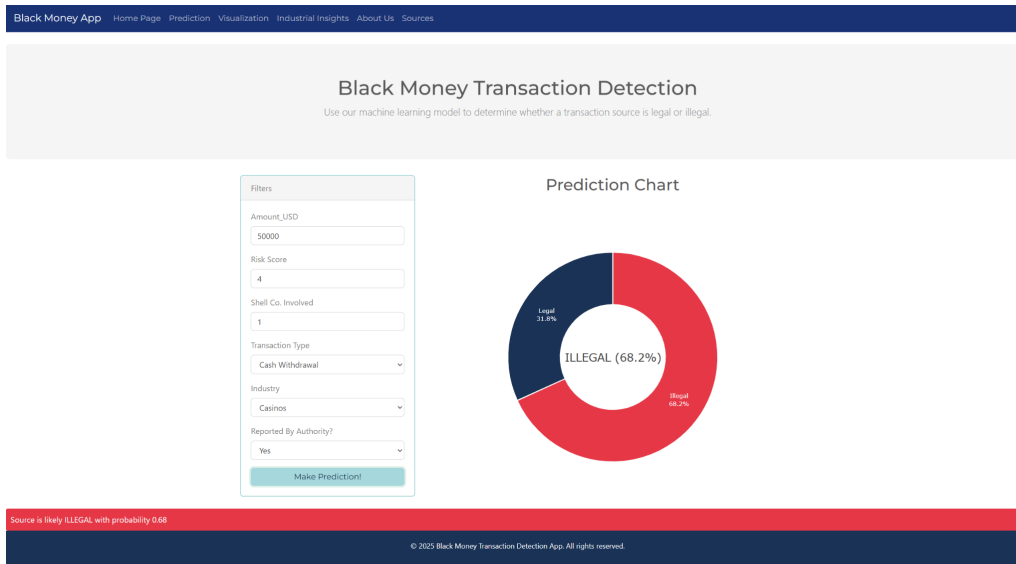 Black Money App Home Page Prediction Visualization Industrial Insights About Us Sources
Black Money Transaction Detection
Use our machine learning model to determine whether a transaction source is legal or illegal.
Filters
Amount_USD
50000
Risk Score
4
Shell Co. Involved
1
Transaction Type
Cash Withdrawal
Industry
Casinos
Reported By Authority?
Yes
Make Prediction!
Prediction Chart
Legal
31.8%
ILLEGAL (68.2%)
Illegal
68.2%
Source is likely ILLEGAL with probability 0.68
© 2025 Black Money Transaction Detection App. All rights reserved.